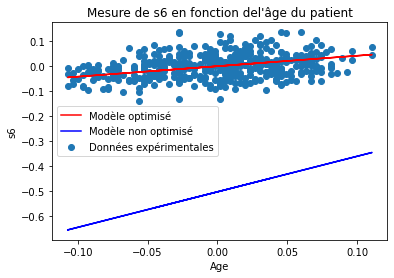 Mesure de s6 en fonction del'âge du patient
0.1
0.0
−0.1
−0.2
−0.3
−0.4
−0.5
−0.6
s6
Modèle optimisé
Modèle non optimisé
Données expérimentales
−0.10
−0.05
0.00
0.05
0.10
Age